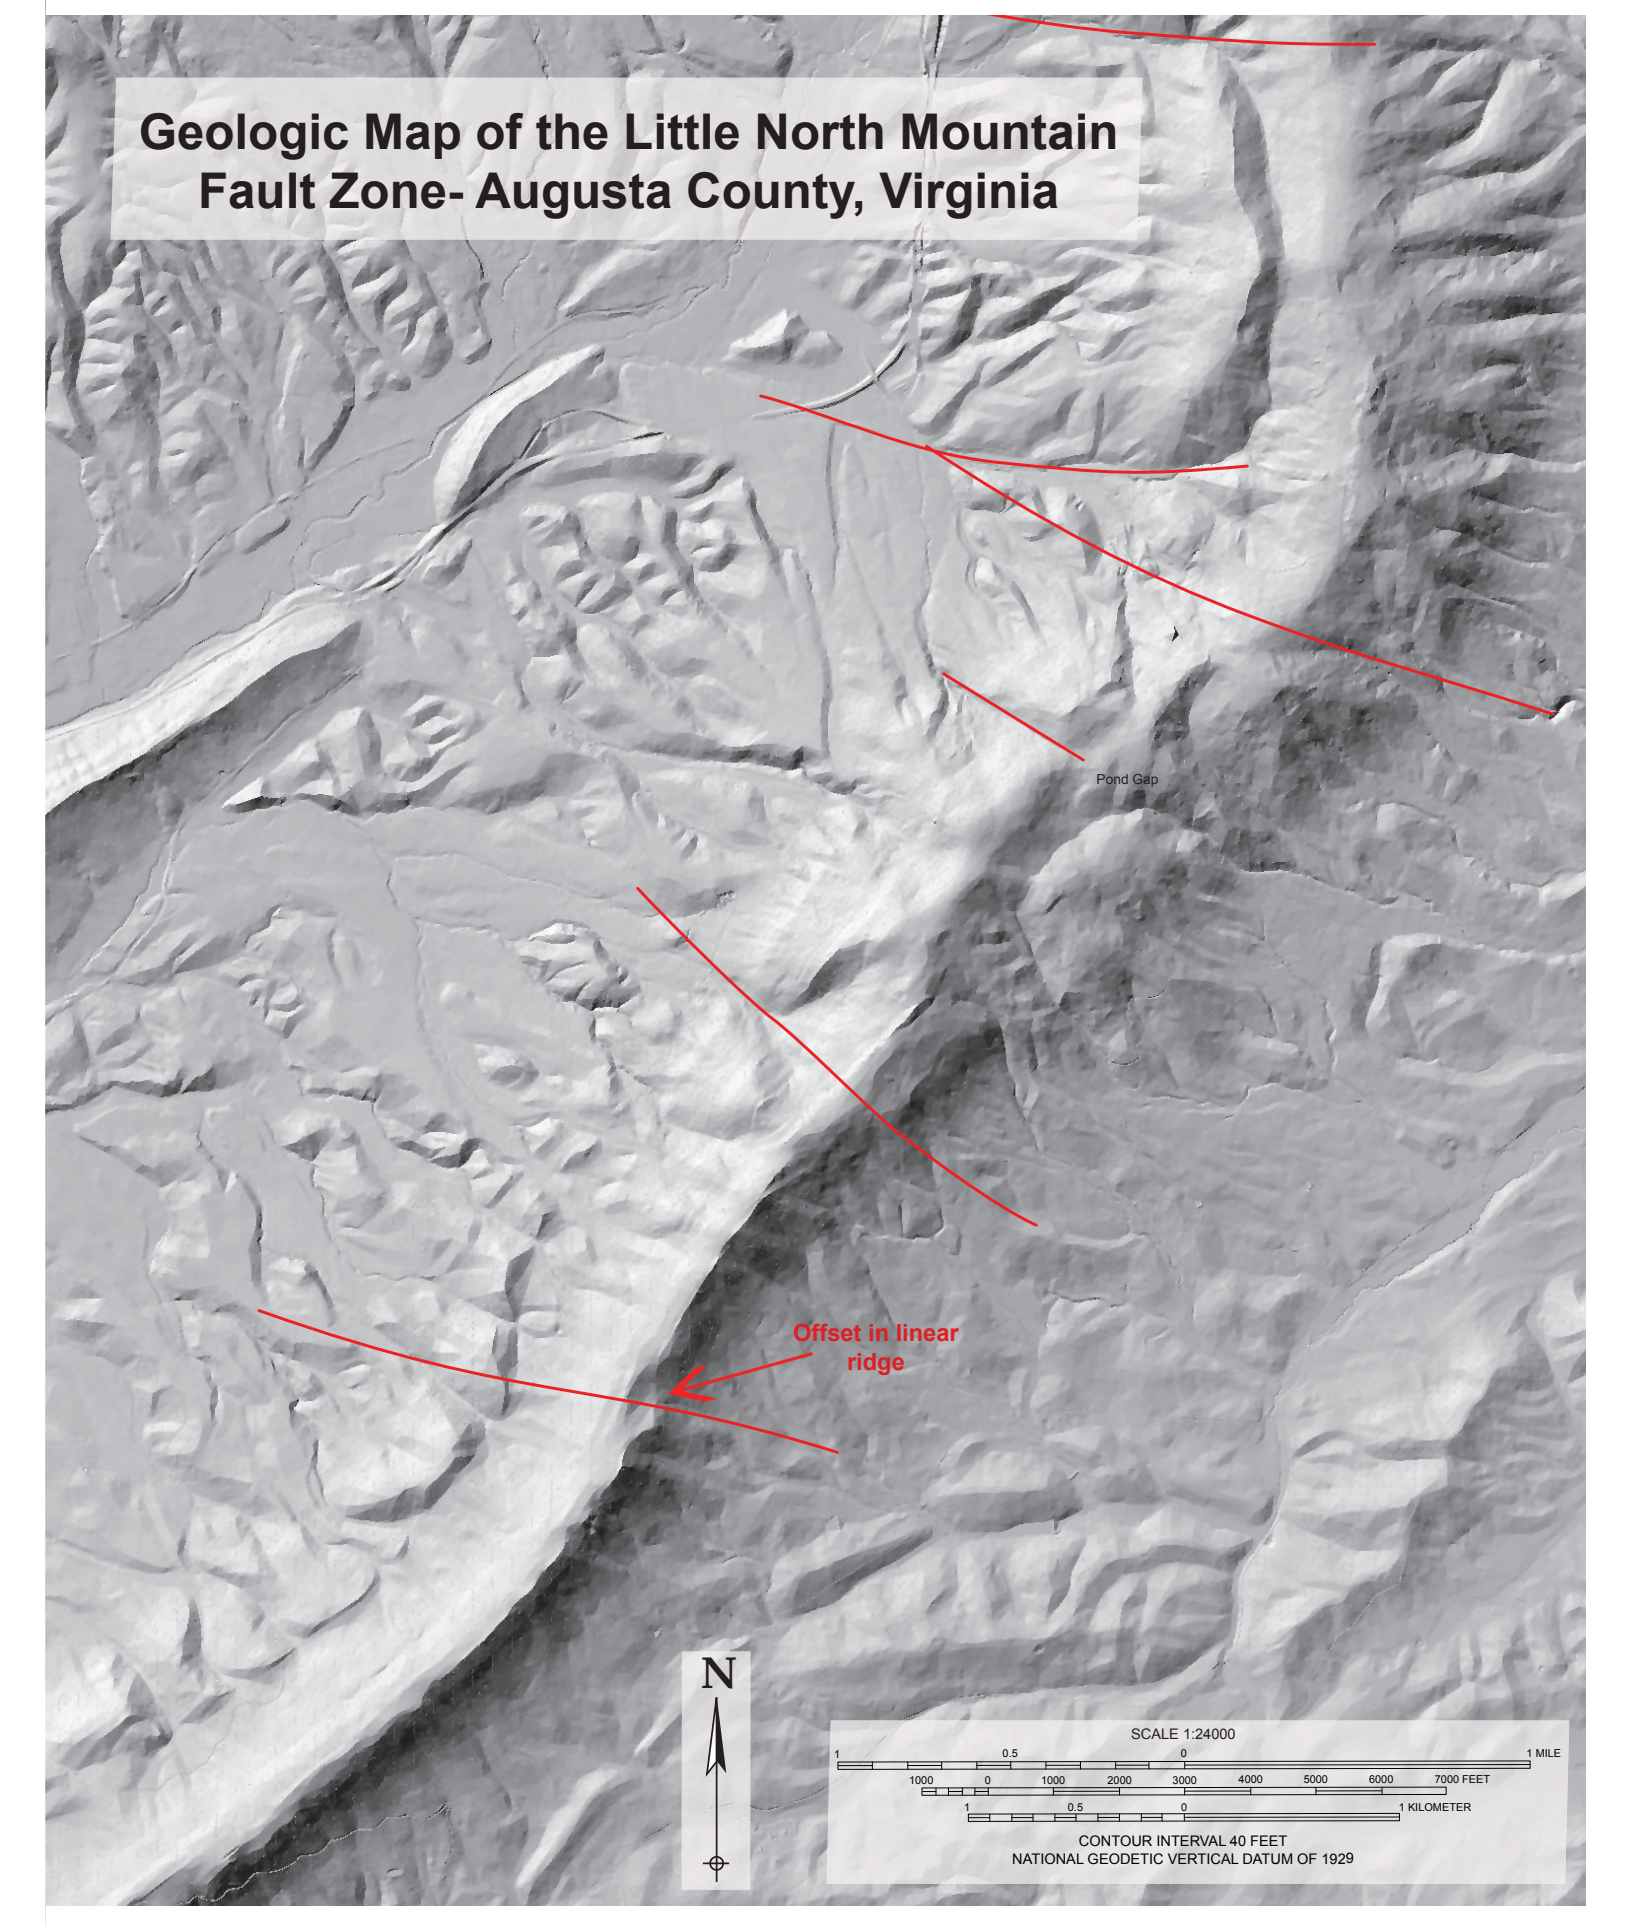 Geologic Map of the Little North Mountain
Fault Zone- Augusta County, Virginia
Pond Gap
Offset in linear
ridge
N
SCALE 1:24000
1 0.5 0 1 MILE
1000 0 1000 2000 3000 4000 5000 6000 7000 FEET
1 0.5 0 1 KILOMETER
CONTOUR INTERVAL 40 FEET
NATIONAL GEODETIC VERTICAL DATUM OF 1929